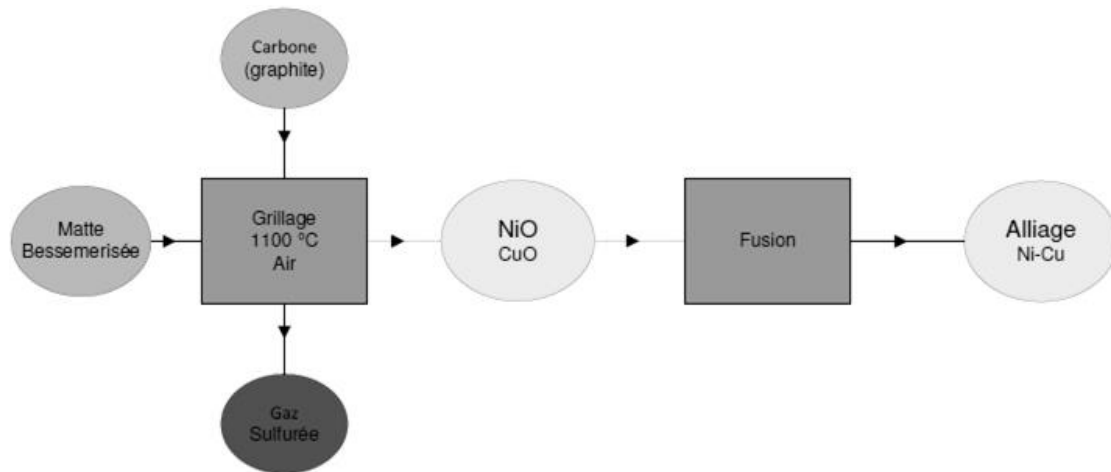 Carbone
(graphite)
Matte
Bessemerisée
Grillage
1100 °C
Air
NiO
CuO
Fusion
Alliage
Ni-Cu
Gaz
Sulfurée